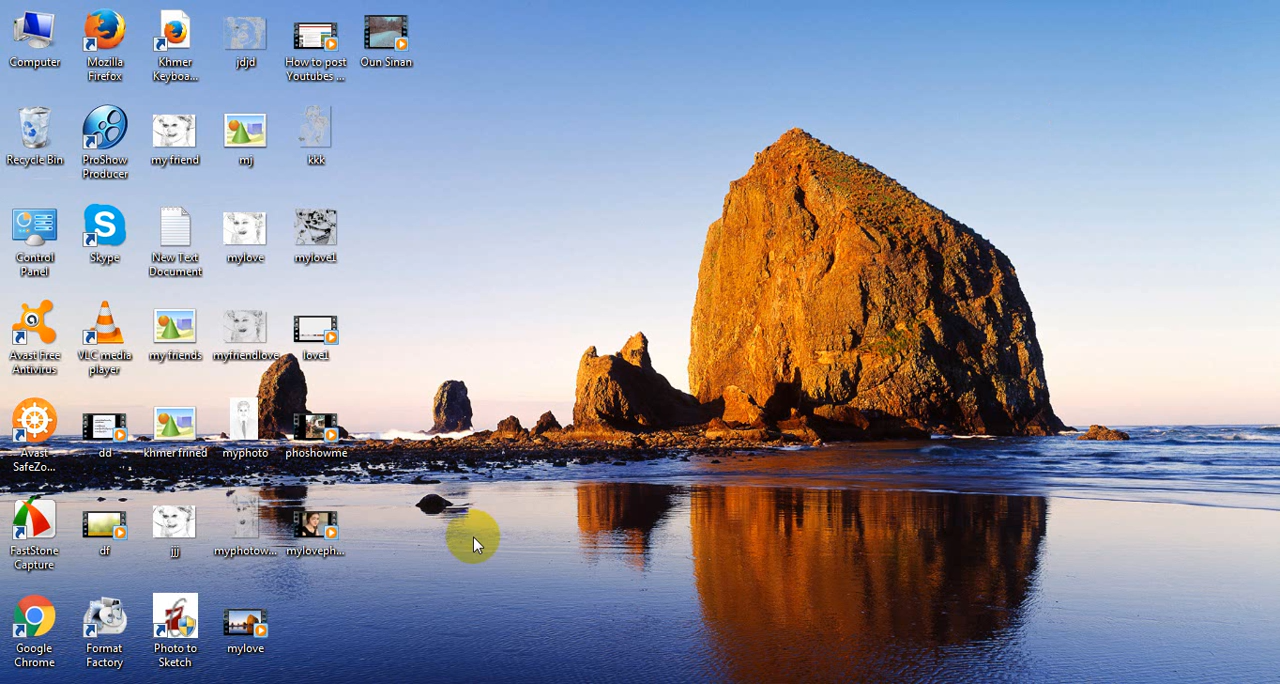 Computer
Mozilla
Firefox
Khmer
Keyboa...
jdjd
How to post
Youtubes ...
Oun Sinan
Recycle Bin
ProShow
Producer
my friend
mj
kkk
Control
Panel
Skype
New Text
Document
mylove
mylove1
Avast Free
Antivirus
VLC media
player
my friends
myfriendlove
love1
Avast
SafeZo...
dd
khmer frined
myphoto
phoshowme
FastStone
Capture
df
jjj
myphotow...
myloveph...
Google
Chrome
Format
Factory
Photo to
Sketch
mylove